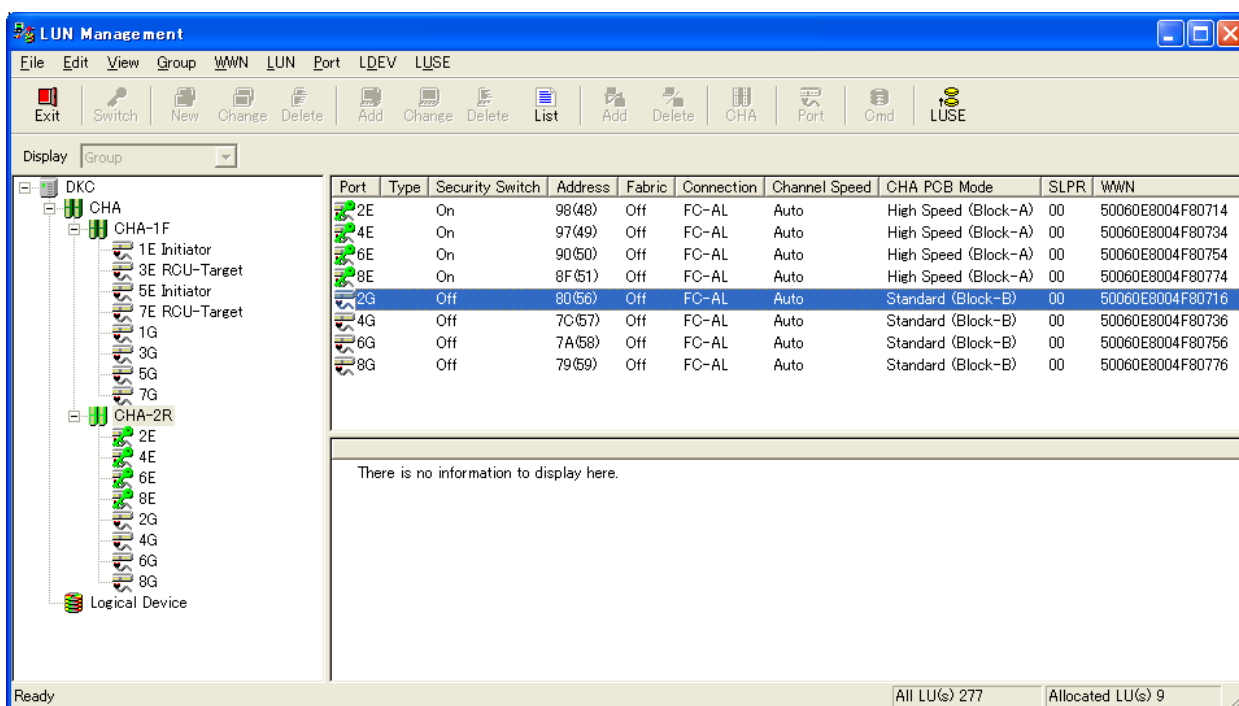 LUN Management
File Edit View Group WWN LUN Port LDEV LUSE
Exit Switch New Change Delete Add Change Delete List Add Delete CHA Port Cmd LUSE
Display Group
DKC
CHA
CHA-1F
1E Initiator
3E RCU-Target
5E Initiator
7E RCU-Target
1G
3G
5G
7G
CHA-2R
2E
4E
6E
8E
2G
4G
6G
8G
Logical Device
Port Type Security Switch Address Fabric Connection Channel Speed CHA PCB Mode SLPR WWN
2E On 98(48) Off FC-AL Auto High Speed (Block-A) 00 50060E8004F80714
4E On 97(49) Off FC-AL Auto High Speed (Block-A) 00 50060E8004F80734
6E On 90(50) Off FC-AL Auto High Speed (Block-A) 00 50060E8004F80754
8E On 8F(51) Off FC-AL Auto High Speed (Block-A) 00 50060E8004F80774
2G Off 80(56) Off FC-AL Auto Standard (Block-B) 00 50060E8004F80716
4G Off 7C(57) Off FC-AL Auto Standard (Block-B) 00 50060E8004F80736
6G Off 7A(58) Off FC-AL Auto Standard (Block-B) 00 50060E8004F80756
8G Off 79(59) Off FC-AL Auto Standard (Block-B) 00 50060E8004F80776
There is no information to display here.
Ready All LU(s) 277 Allocated LU(s) 9